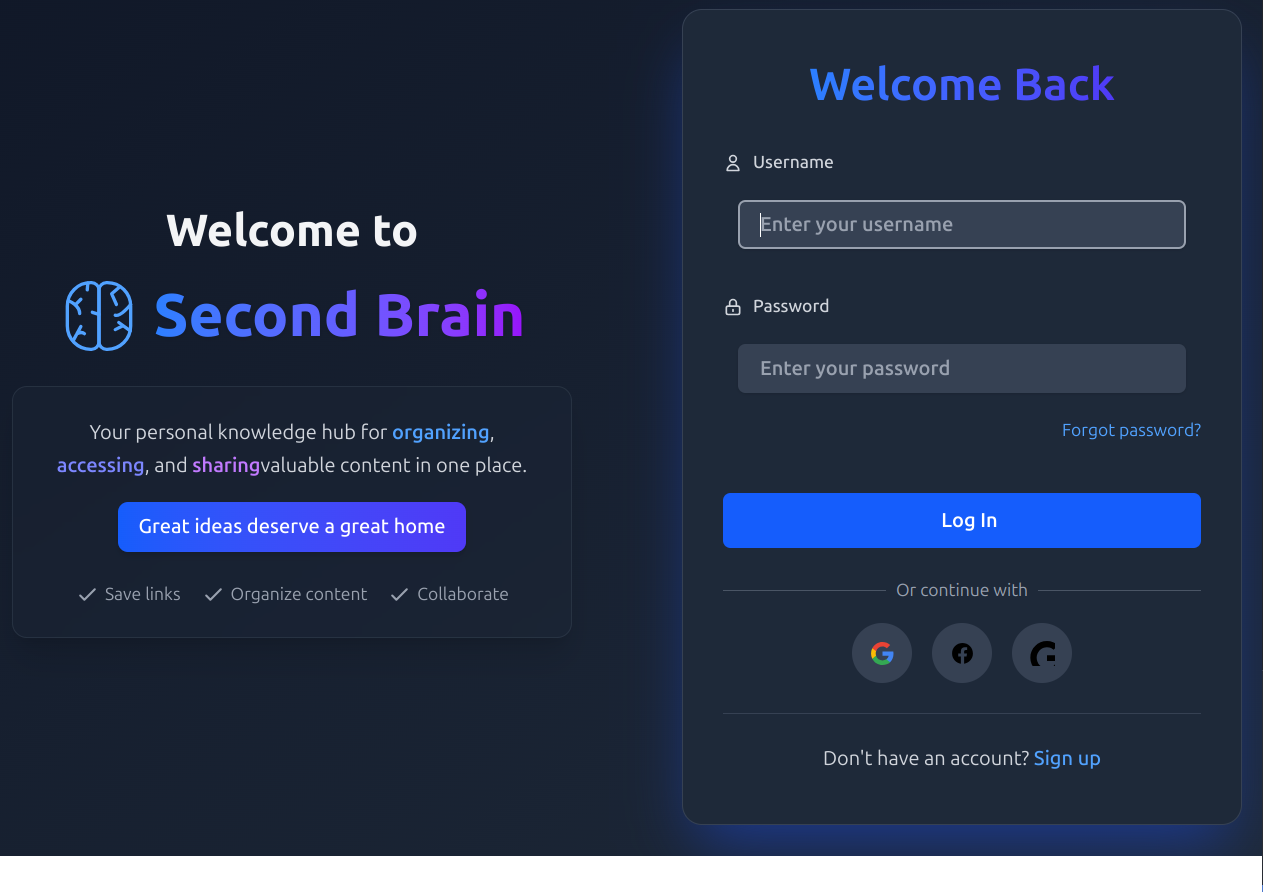 Welcome to
Second Brain
Your personal knowledge hub for organizing,
accessing, and sharingvaluable content in one place.
Great ideas deserve a great home
Save links Organize content Collaborate
Welcome Back
Username
Enter your username
Password
Enter your password
Forgot password?
Log In
Or continue with
Don't have an account? Sign up